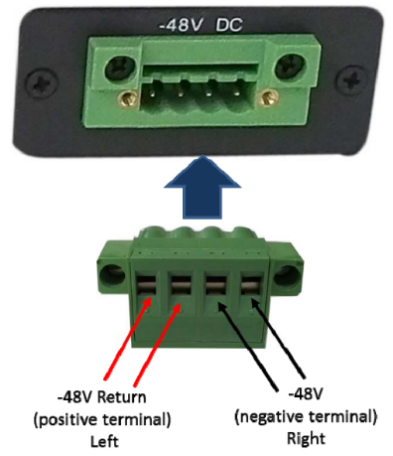 -48V DC
-48V Return
(positive terminal)
Left
-48V
(negative terminal)
Right